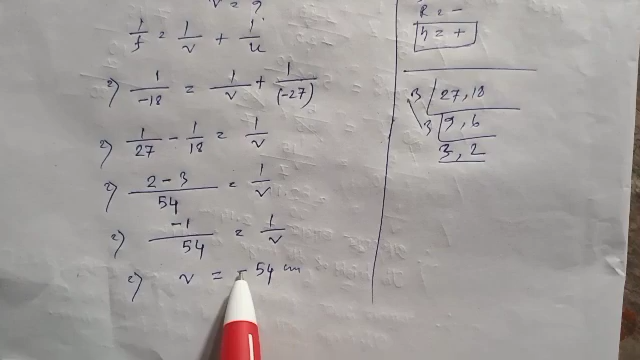 v = ?
1/f = 1/v + 1/u
=> 1/-18 = 1/v + 1/(-27)
=> 1/27 - 1/18 = 1/v
=> 2-3/54 = 1/v
=> -1/54 = 1/v
=> v = - 54 cm
R = -
h = +
3 | 27, 18
3 | 9, 6
3, 2